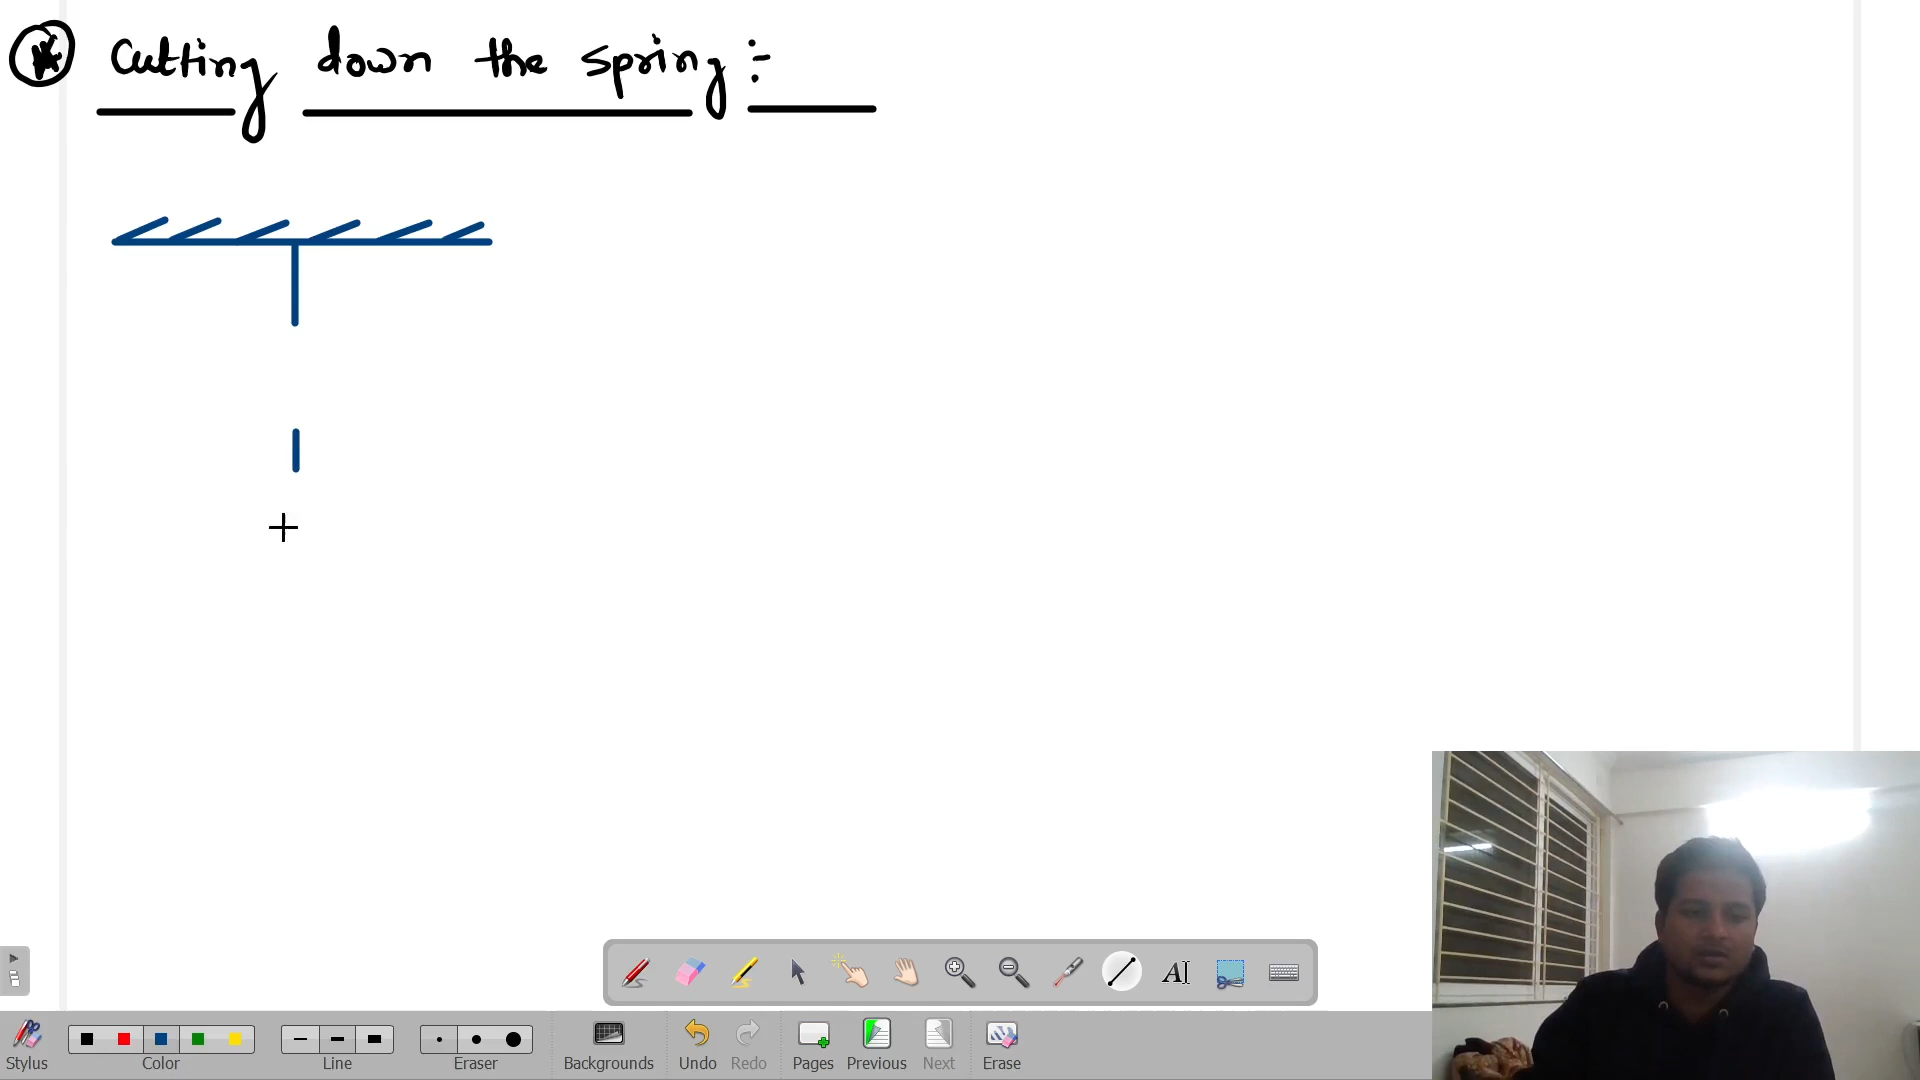 Cutting down the spring :-
Stylus
Color
Line
Eraser
Backgrounds
Undo
Redo
Pages
Previous
Next
Erase